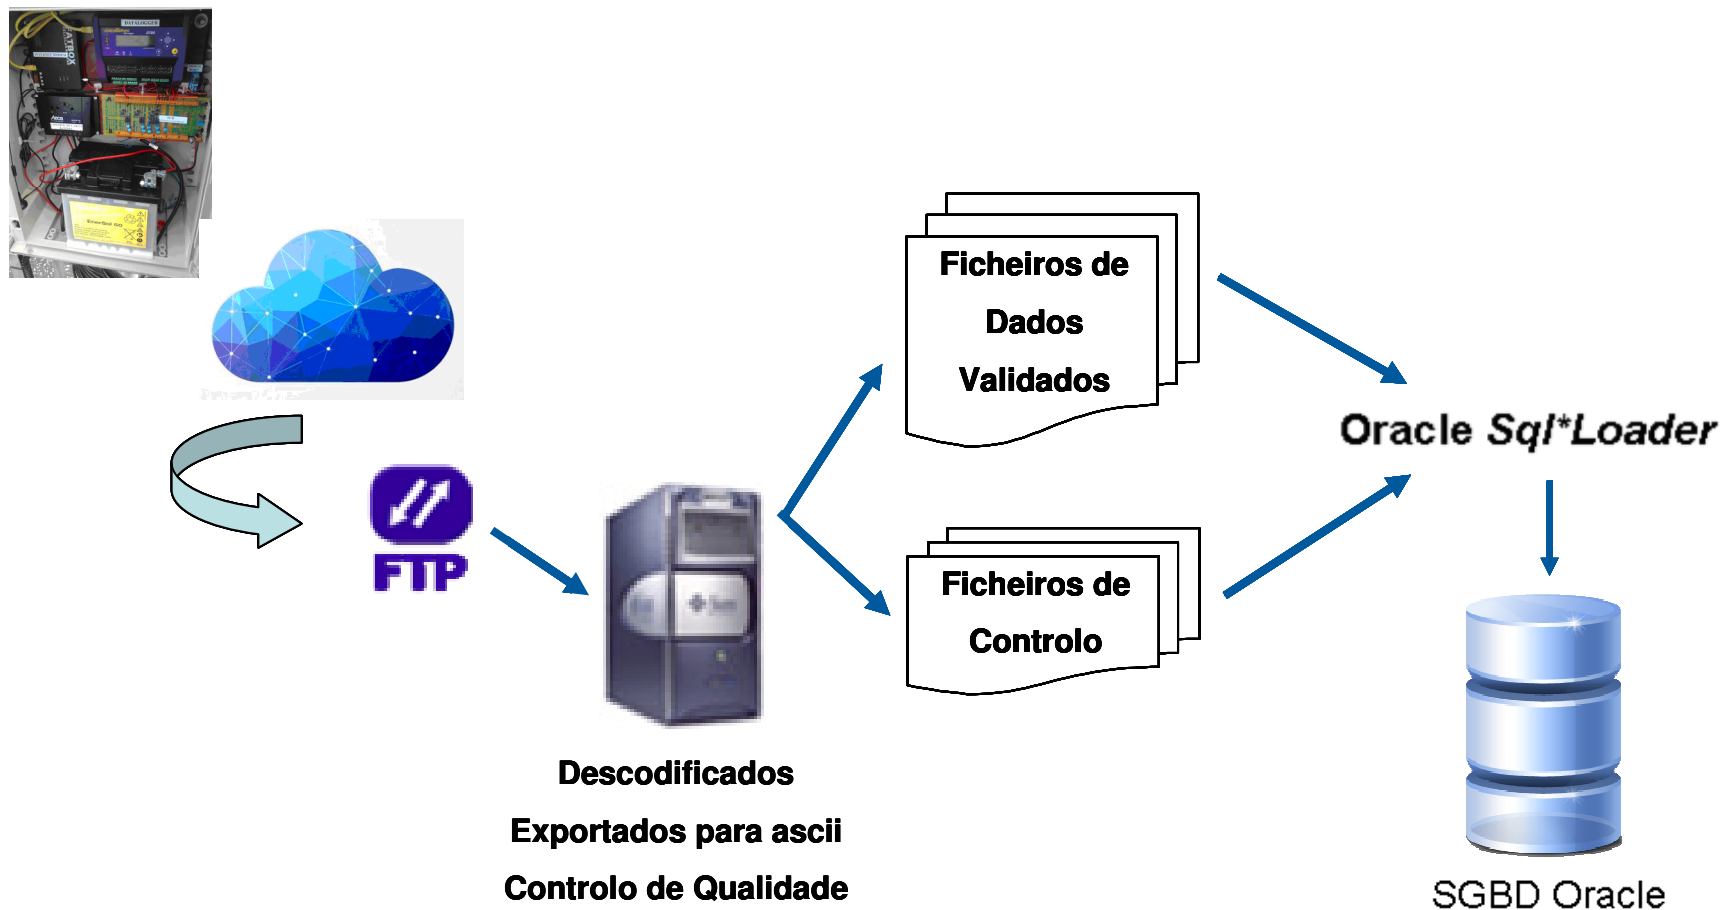 DATALOGGER
FTP
Ficheiros de
Dados
Validados
Ficheiros de
Controlo
Oracle Sql*Loader
Descodificados
Exportados para ascii
Controlo de Qualidade
SGBD Oracle